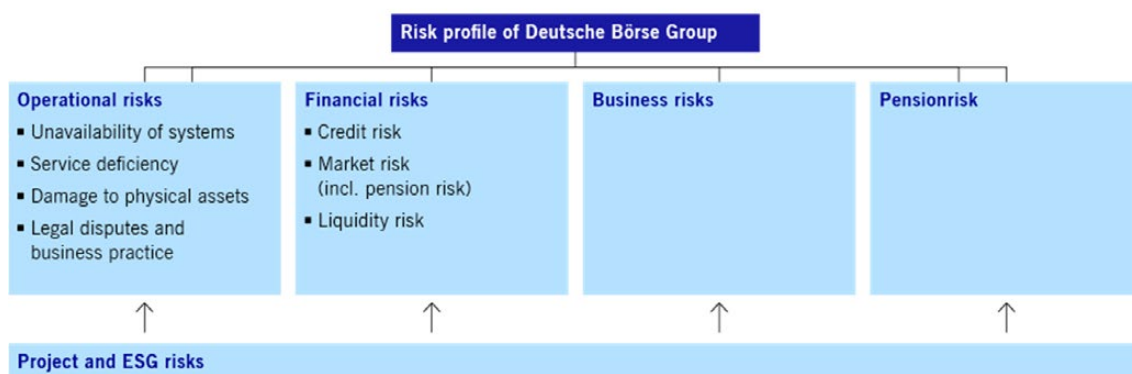 Risk profile of Deutsche Börse Group
Operational risks
▪ Unavailability of systems
▪ Service deficiency
▪ Damage to physical assets
▪ Legal disputes and
business practice
Financial risks
▪ Credit risk
▪ Market risk
(incl. pension risk)
▪ Liquidity risk
Business risks
Pensionrisk
Project and ESG risks